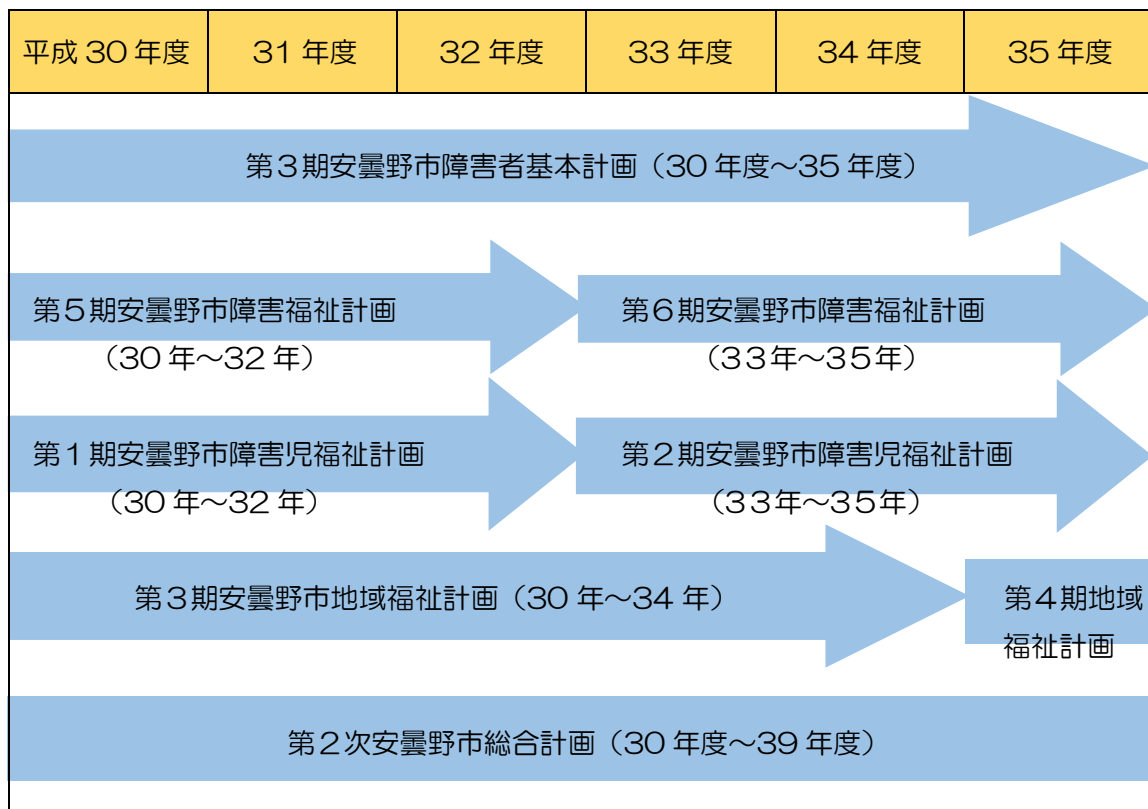 平成 30 年度 31 年度 32 年度 33 年度 34 年度 35 年度
第3期安曇野市障害者基本計画（30 年度～35 年度）
第５期安曇野市障害福祉計画
（30 年～32 年）
第６期安曇野市障害福祉計画
（３３年～３５年）
第１期安曇野市障害児福祉計画
（30 年～32 年）
第２期安曇野市障害児福祉計画
（３３年～３５年）
第３期安曇野市地域福祉計画（30 年～34 年）
第４期地域
福祉計画
第２次安曇野市総合計画（30 年度～39 年度）